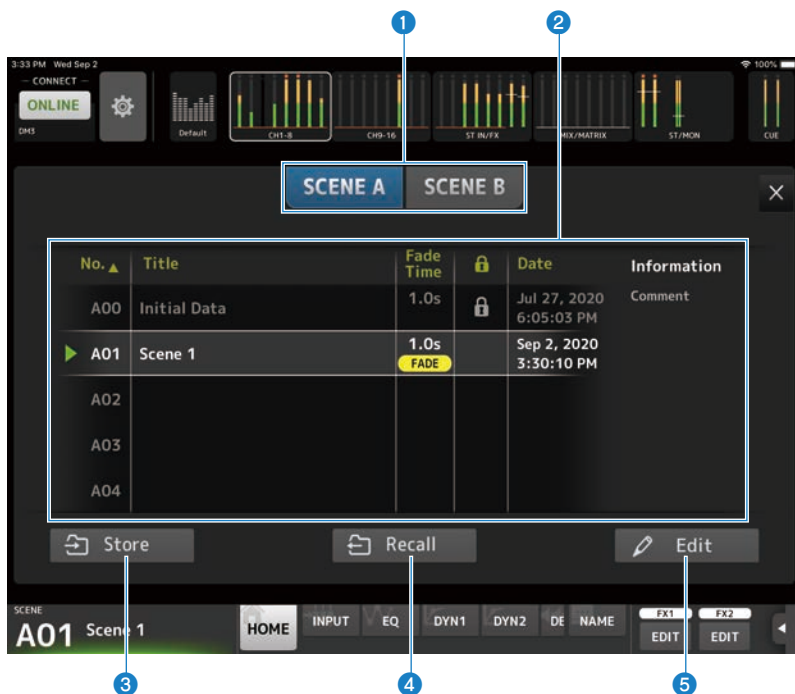 1 2
3:33 PM Wed Sep 2 100%
CONNECT
ONLINE
DM3
Default
CH1-8
CH9-16
ST IN/FX
MIX/MATRIX
ST/MON
CUE
SCENE A SCENE B
No. Title Fade Time Date Information
A00 Initial Data 1.0s Jul 27, 2020 6:05:03 PM Comment
A01 Scene 1 1.0s FADE Sep 2, 2020 3:30:10 PM
A02
A03
A04
Store Recall Edit
SCENE
A01 Scene 1
HOME INPUT EQ DYN1 DYN2 DE NAME
FX1 FX2
EDIT EDIT
3 4 5